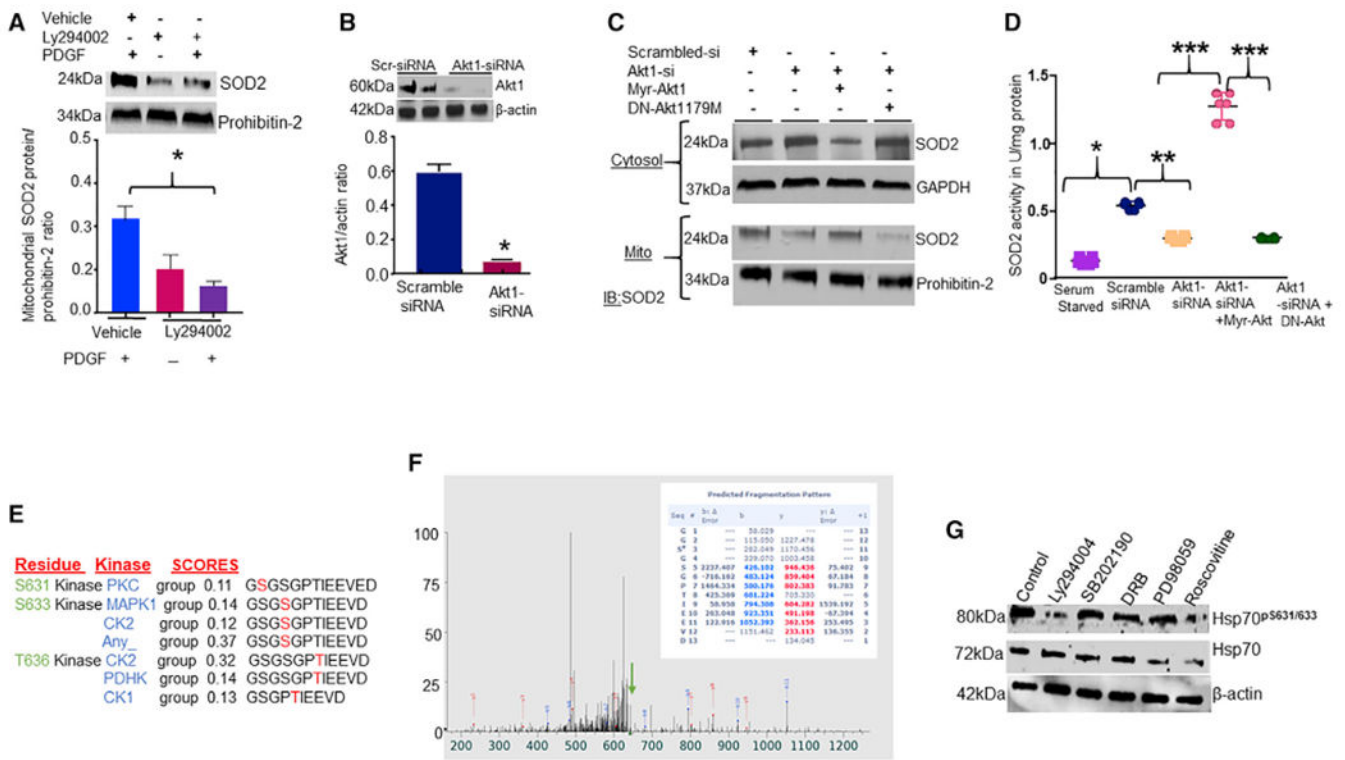 A
Vehicle + - -
Ly294002 - + +
PDGF + - +
24kDa SOD2
34kDa Prohibitin-2
Mitochondrial SOD2 protein/
prohibitin-2 ratio
0.5
0.4
0.3
0.2
0.0
*
Vehicle Ly294002
PDGF + – +
B
Scr-siRNA Akt1-siRNA
60kDa Akt1
42kDa β-actin
Akt1/actin ratio
0.8
0.6
0.4
0.2
0.0
*
Scramble
siRNA
Akt1-
siRNA
C
Scrambled-si + - - -
Akt1-si - + + +
Myr-Akt1 - - + -
DN-Akt1179M - - - +
Cytosol
24kDa SOD2
37kDa GAPDH
Mito
24kDa SOD2
34kDa Prohibitin-2
IB:SOD2
D
SOD2 activity in U/mg protein
1.5
1.0
0.5
0
* ** *** ***
Serum
Starved
Scramble
siRNA
Akt1-
siRNA
Akt1-
siRNA
+Myr-Akt
Akt1
-siRNA +
DN-Akt
E
Residue Kinase SCORES
S631 Kinase PKC group 0.11 GSGSGPTIEEVED
S633 Kinase MAPK1 group 0.14 GSGSGPTIEEVD
CK2 group 0.12 GSGSGPTIEEVD
Any_ group 0.37 GSGSGPTIEEVD
T636 Kinase CK2 group 0.32 GSGSGPTIEEVD
PDHK group 0.14 GSGSGPTIEEVD
CK1 group 0.13 GSGPTIEEVD
F
100
75
50
25
0
200 300 400 500 600 700 800 900 1000 1100 1200
Predicted Fragmentation Pattern
Seq # b: Δ Error b y y: Δ Error +1
G
Control
Ly294004
SB202190
DRB
PD98059
Roscovitine
80kDa Hsp70pS631/633
72kDa Hsp70
42kDa β-actin